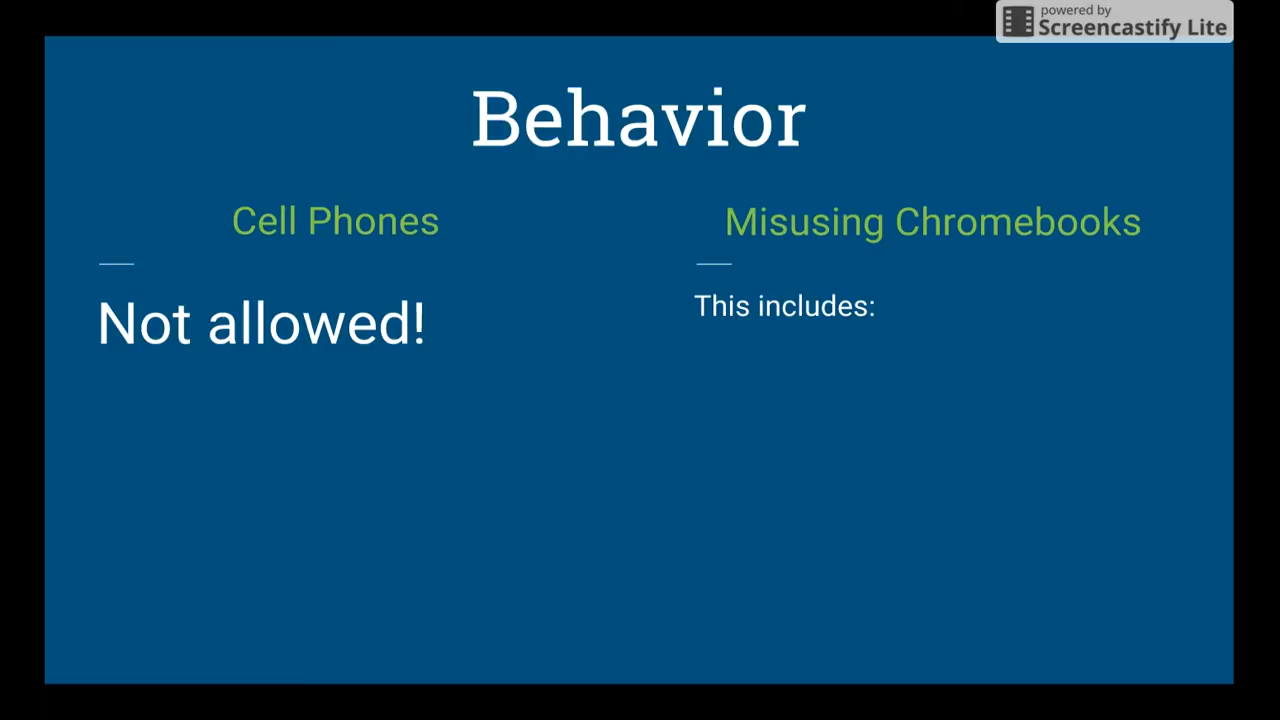 powered by
Screencastify Lite
Behavior
Cell Phones
Not allowed!
Misusing Chromebooks
This includes: